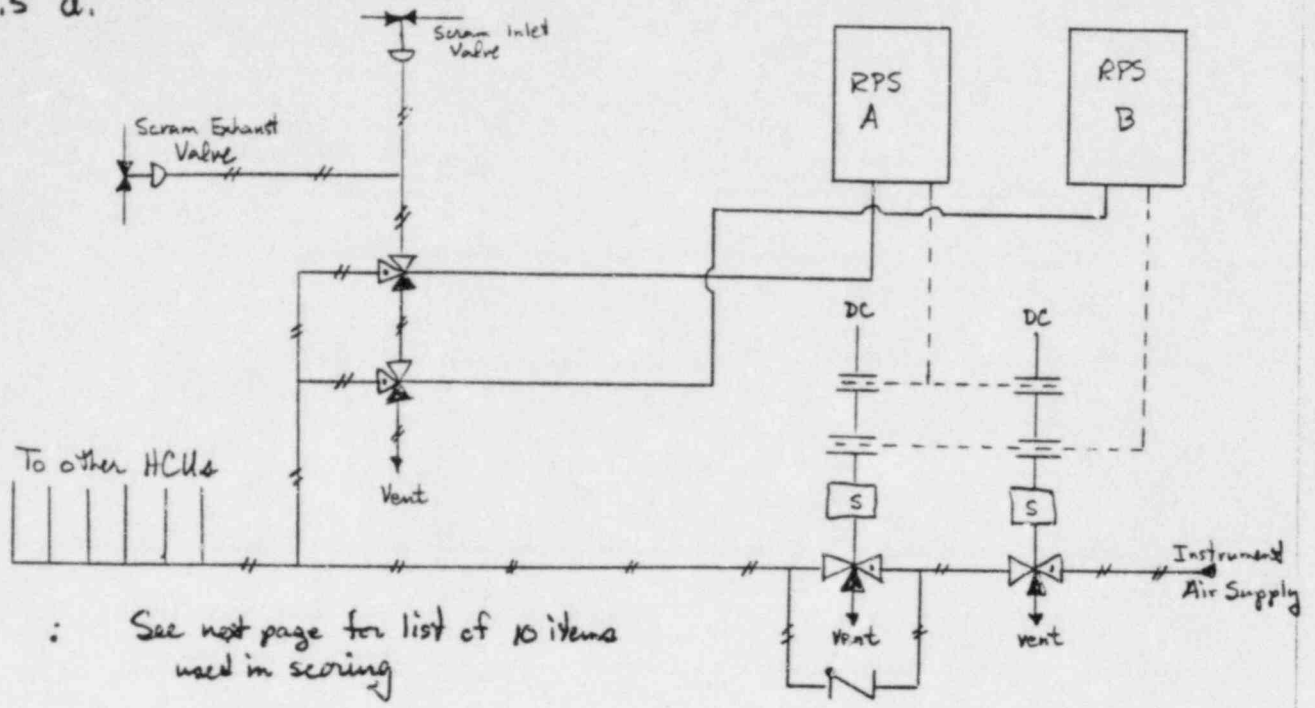 .5 a.
Scram Inlet
Valve
RPS
A
RPS
B
Scram Exhaust
Valve
DC
DC
To other HCUs
Vent
S
S
Instrument
Air Supply
vent
vent
: See next page for list of 10 items
used in scoring